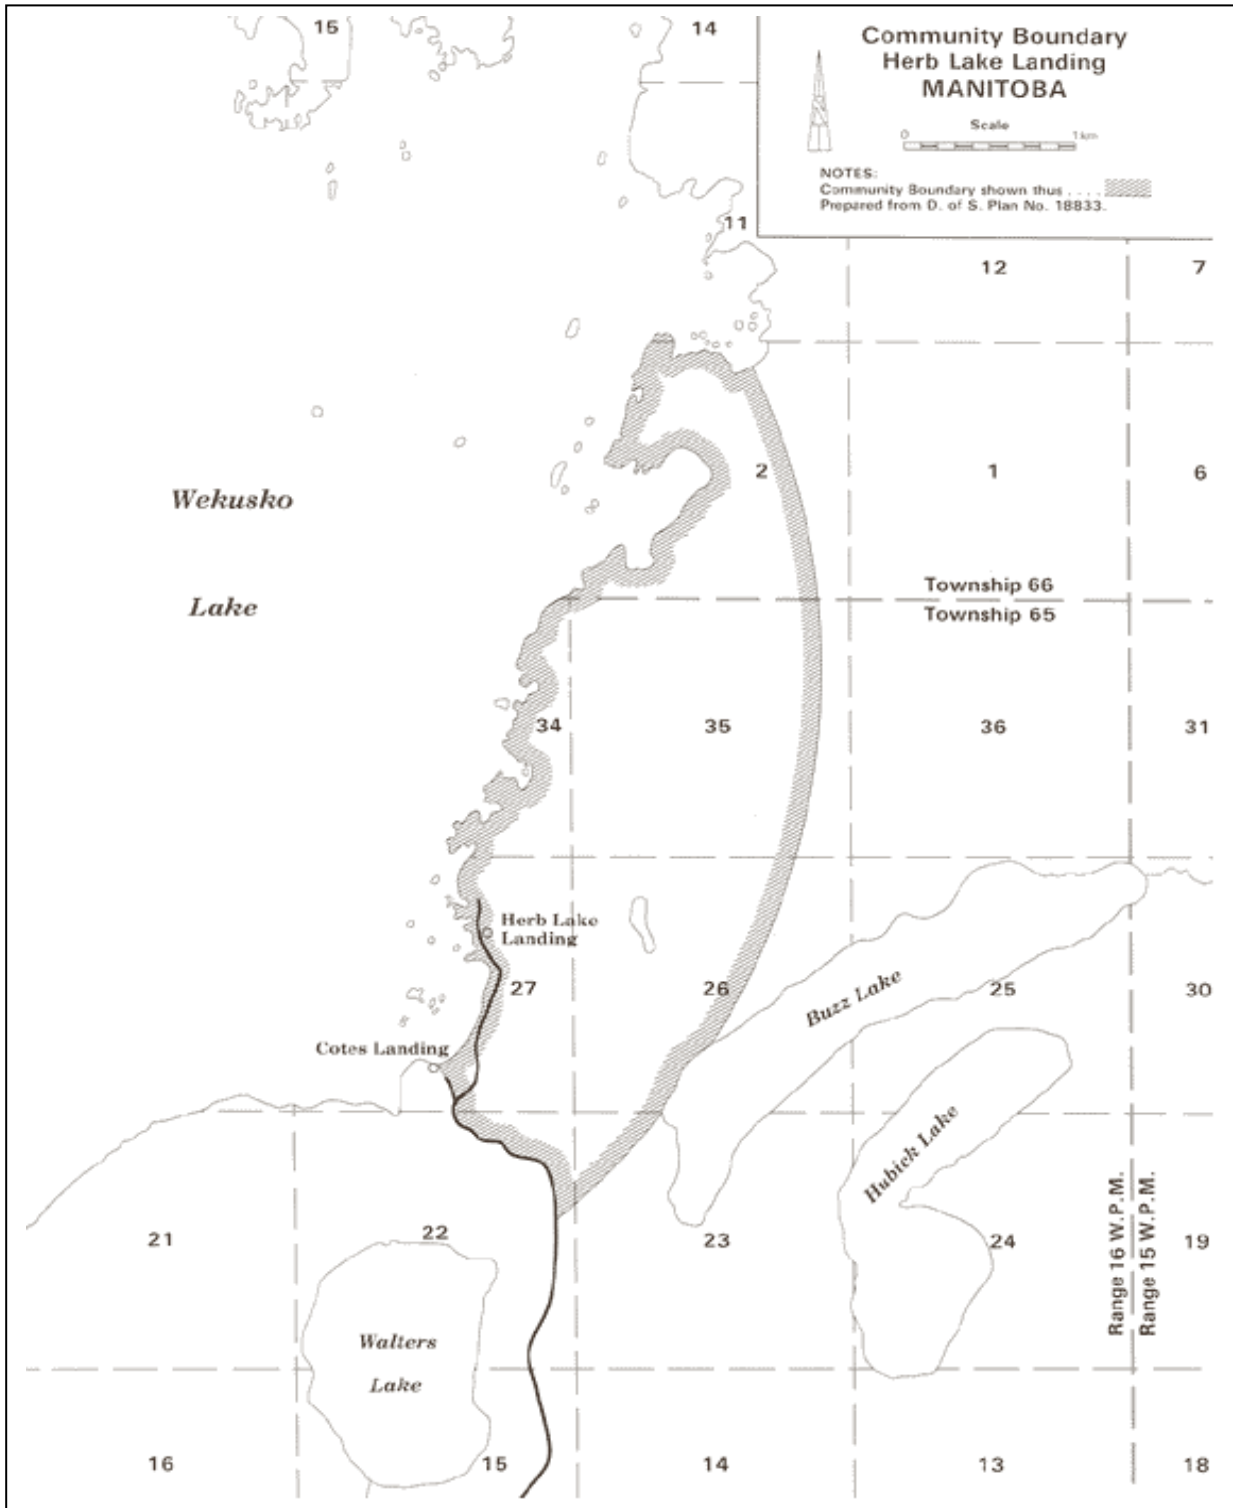 15
14
Community Boundary
Herb Lake Landing
MANITOBA
Scale
0
1 km
NOTES:
Community Boundary shown thus . . . .
Prepared from D. of S. Plan No. 18833.
11
12
7
2
1
6
Wekusko
Lake
Township 66
Township 65
34
35
36
31
Herb Lake
Landing
27
26
Buzz Lake
25
30
Cotes Landing
Hubick Lake
Range 16 W.P.M.
Range 15 W.P.M.
21
22
23
24
19
Walters
Lake
16
15
14
13
18